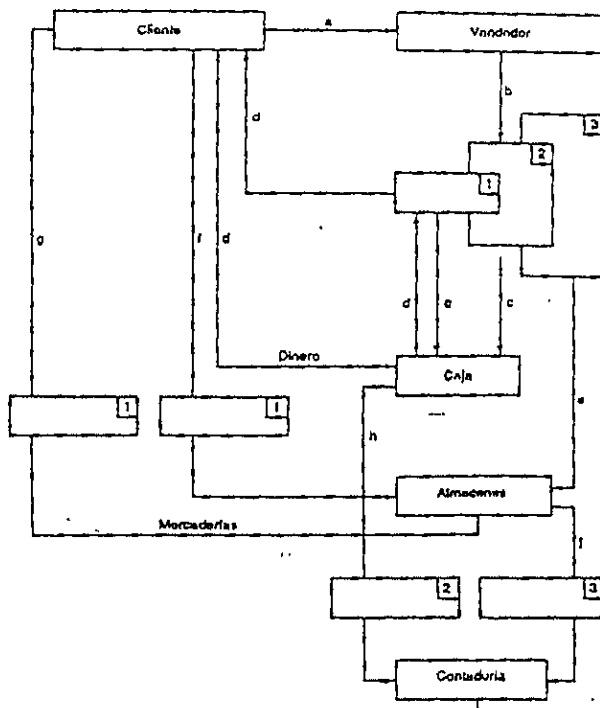 Cliente
a
Vendedor
b
3
2
d
1
g
f
d
d
e
c
Dinero
Caja
1
1
h
e
Almacenes
Mercaderías
j
2
3
Contaduría